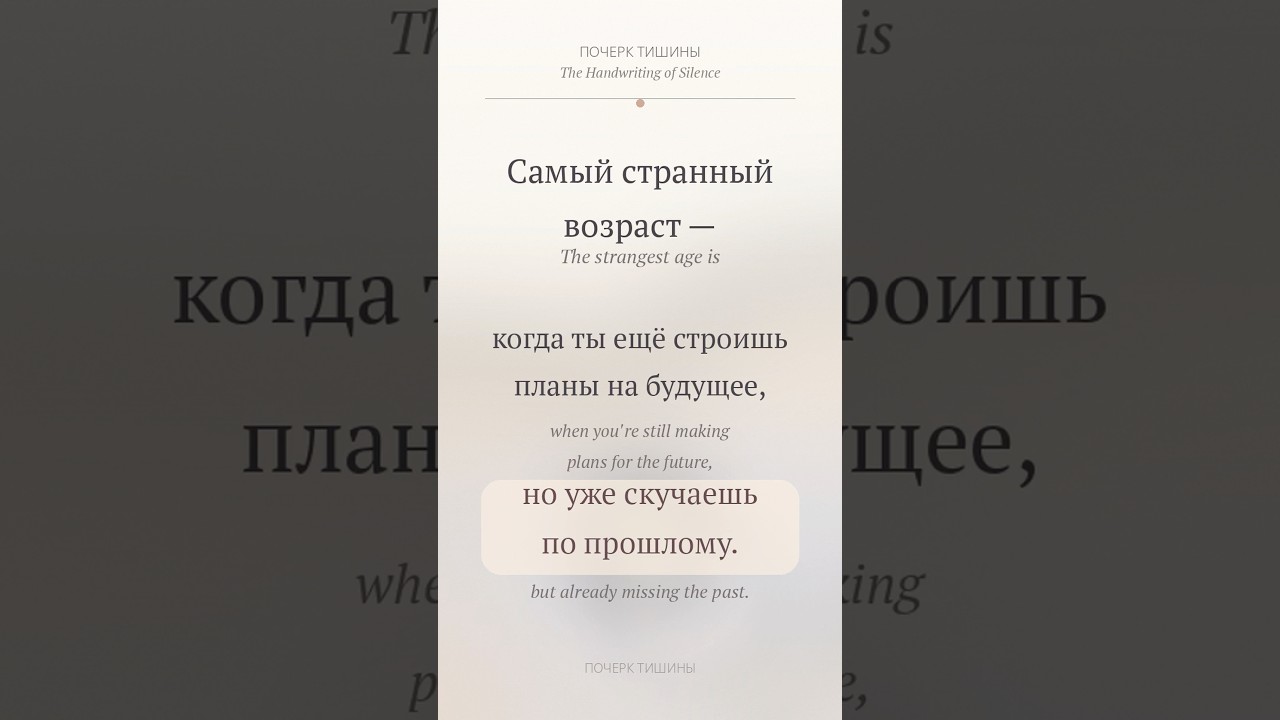 ПОЧЕРК ТИШИНЫ
The Handwriting of Silence
Самый странный
возраст —
The strangest age is
когда ты ещё строишь
планы на будущее,
when you're still making
plans for the future,
но уже скучаешь
по прошлому.
but already missing the past.
ПОЧЕРК ТИШИНЫ